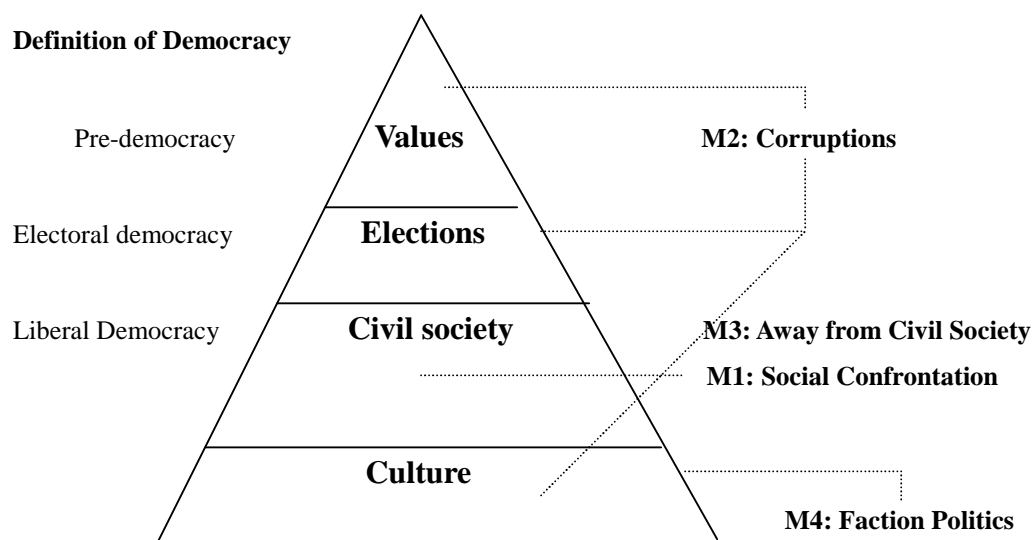 Definition of Democracy
Pre-democracy
Values
M2: Corruptions
Electoral democracy
Elections
Liberal Democracy
Civil society
M3: Away from Civil Society
M1: Social Confrontation
Culture
M4: Faction Politics